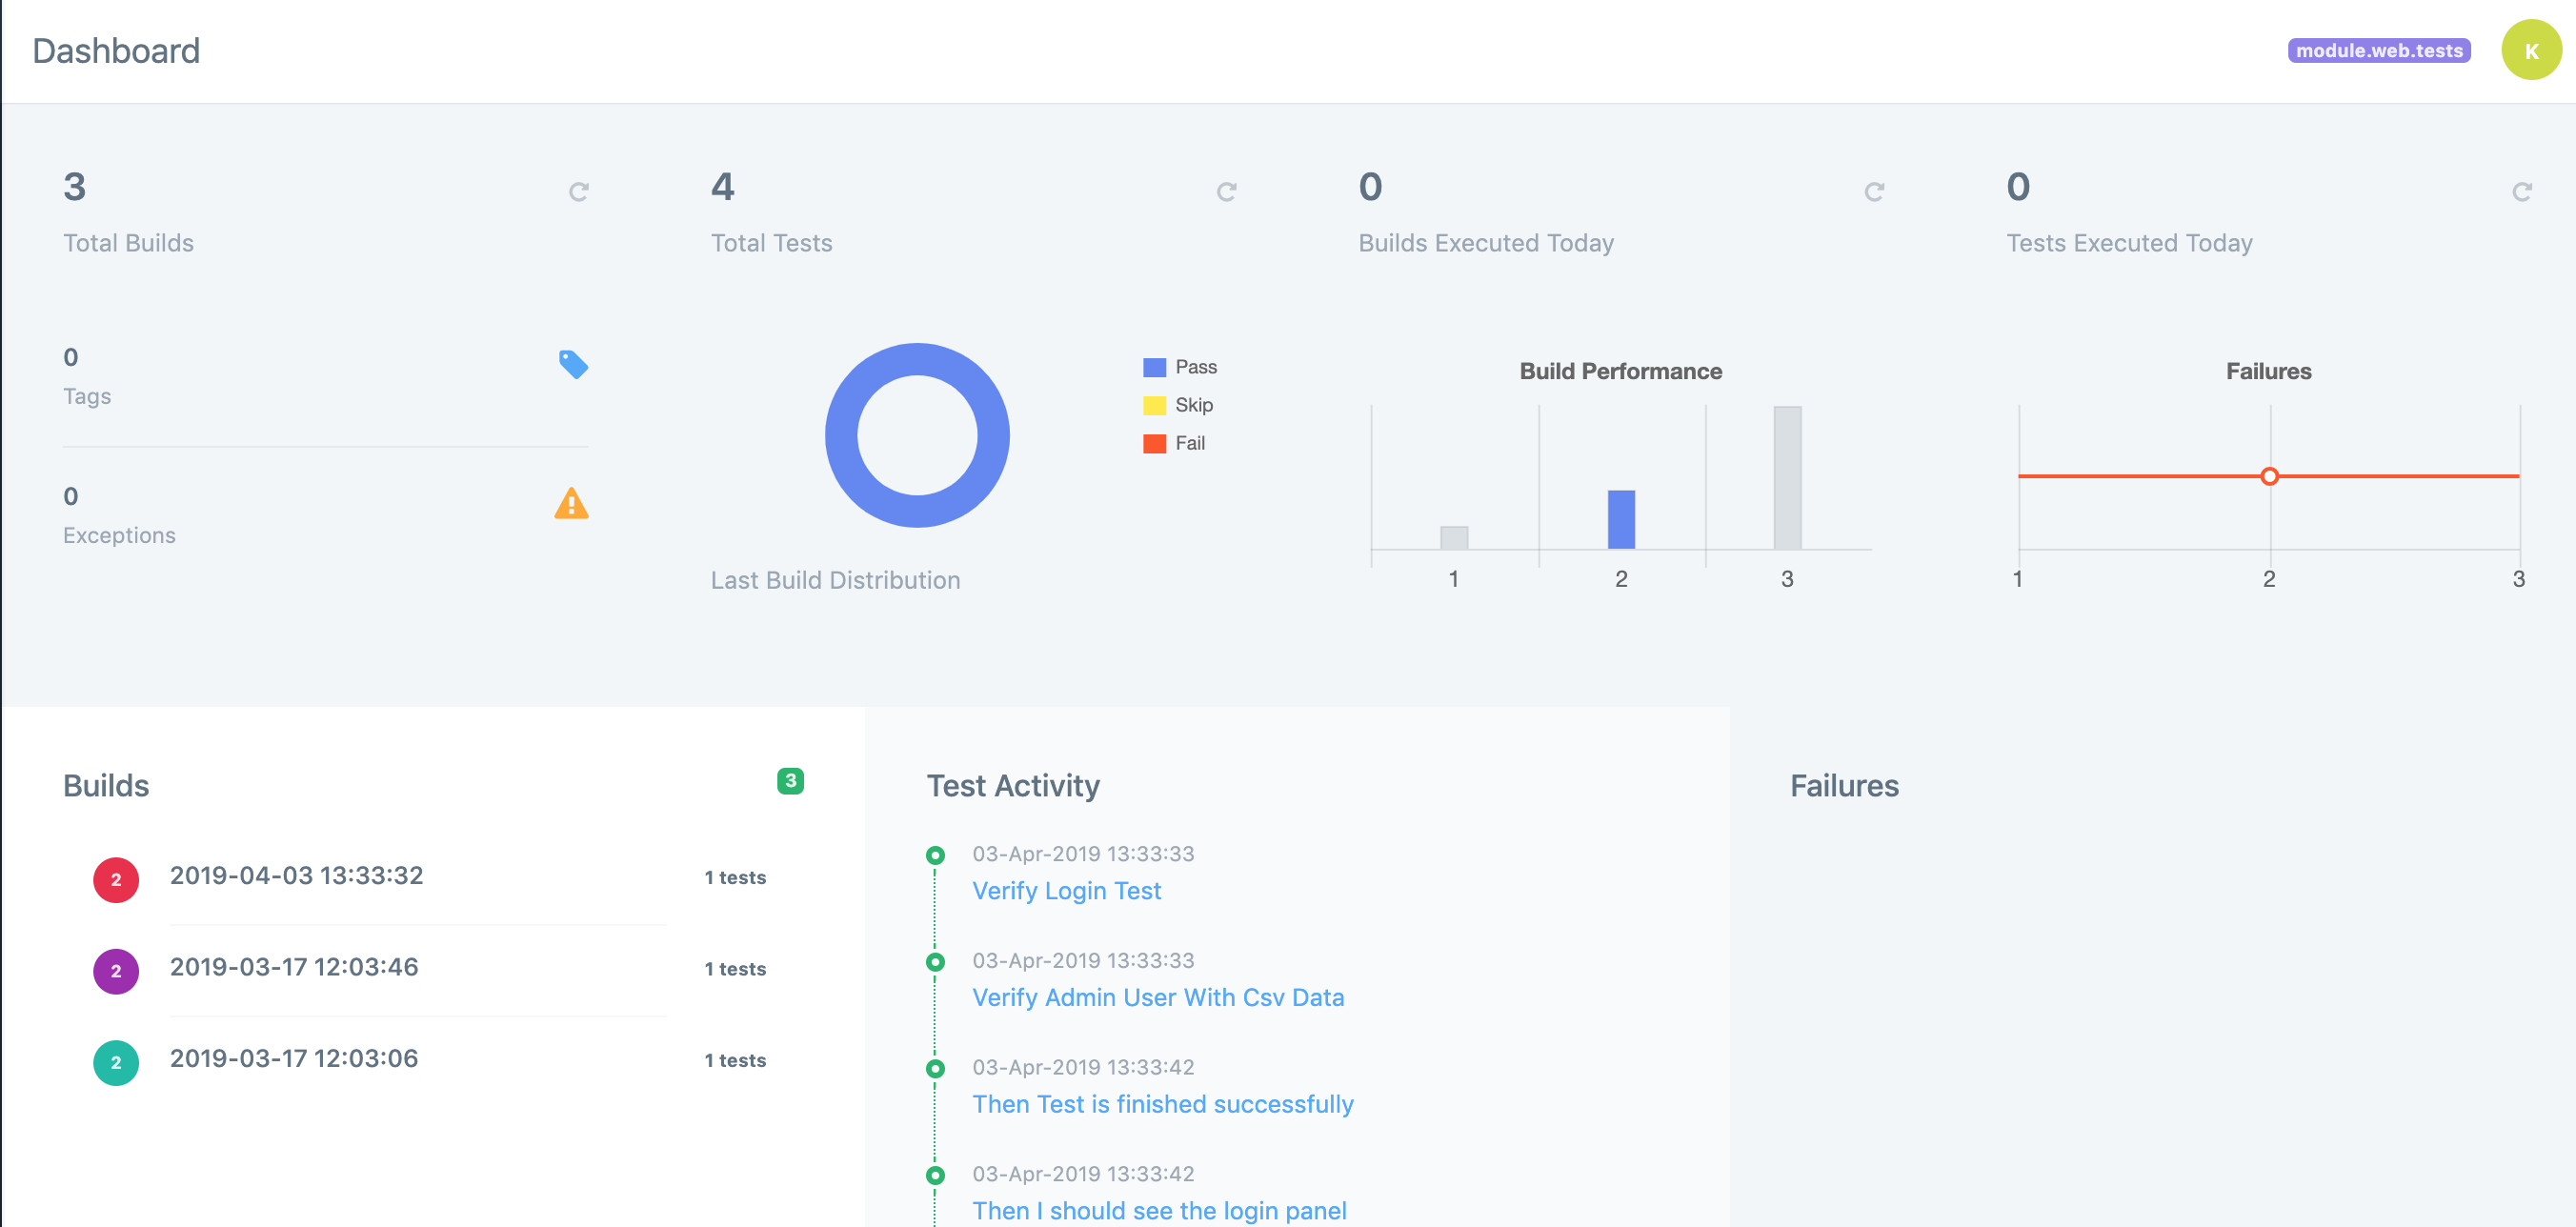 Dashboard
module.web.tests
K
3
Total Builds
4
Total Tests
0
Builds Executed Today
0
Tests Executed Today
0
Tags
0
Exceptions
Pass
Skip
Fail
Last Build Distribution
Build Performance
1 2 3
Failures
1 2 3
Builds
3
2 2019-04-03 13:33:32 1 tests
2 2019-03-17 12:03:46 1 tests
2 2019-03-17 12:03:06 1 tests
Test Activity
03-Apr-2019 13:33:33
Verify Login Test
03-Apr-2019 13:33:33
Verify Admin User With Csv Data
03-Apr-2019 13:33:42
Then Test is finished successfully
03-Apr-2019 13:33:42
Then I should see the login panel
Failures